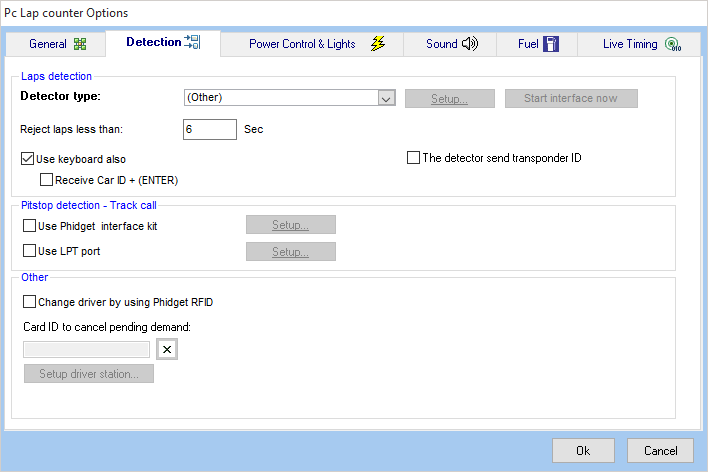 Pc Lap counter Options
General Detection Power Control & Lights Sound Fuel Live Timing
Laps detection
Detector type: (Other) Setup... Start interface now
Reject laps less than: 6 Sec
Use keyboard also The detector send transponder ID
Receive Car ID + (ENTER)
Pitstop detection - Track call
Use Phidget interface kit Setup...
Use LPT port Setup...
Other
Change driver by using Phidget RFID
Card ID to cancel pending demand:
Setup driver station...
Ok Cancel